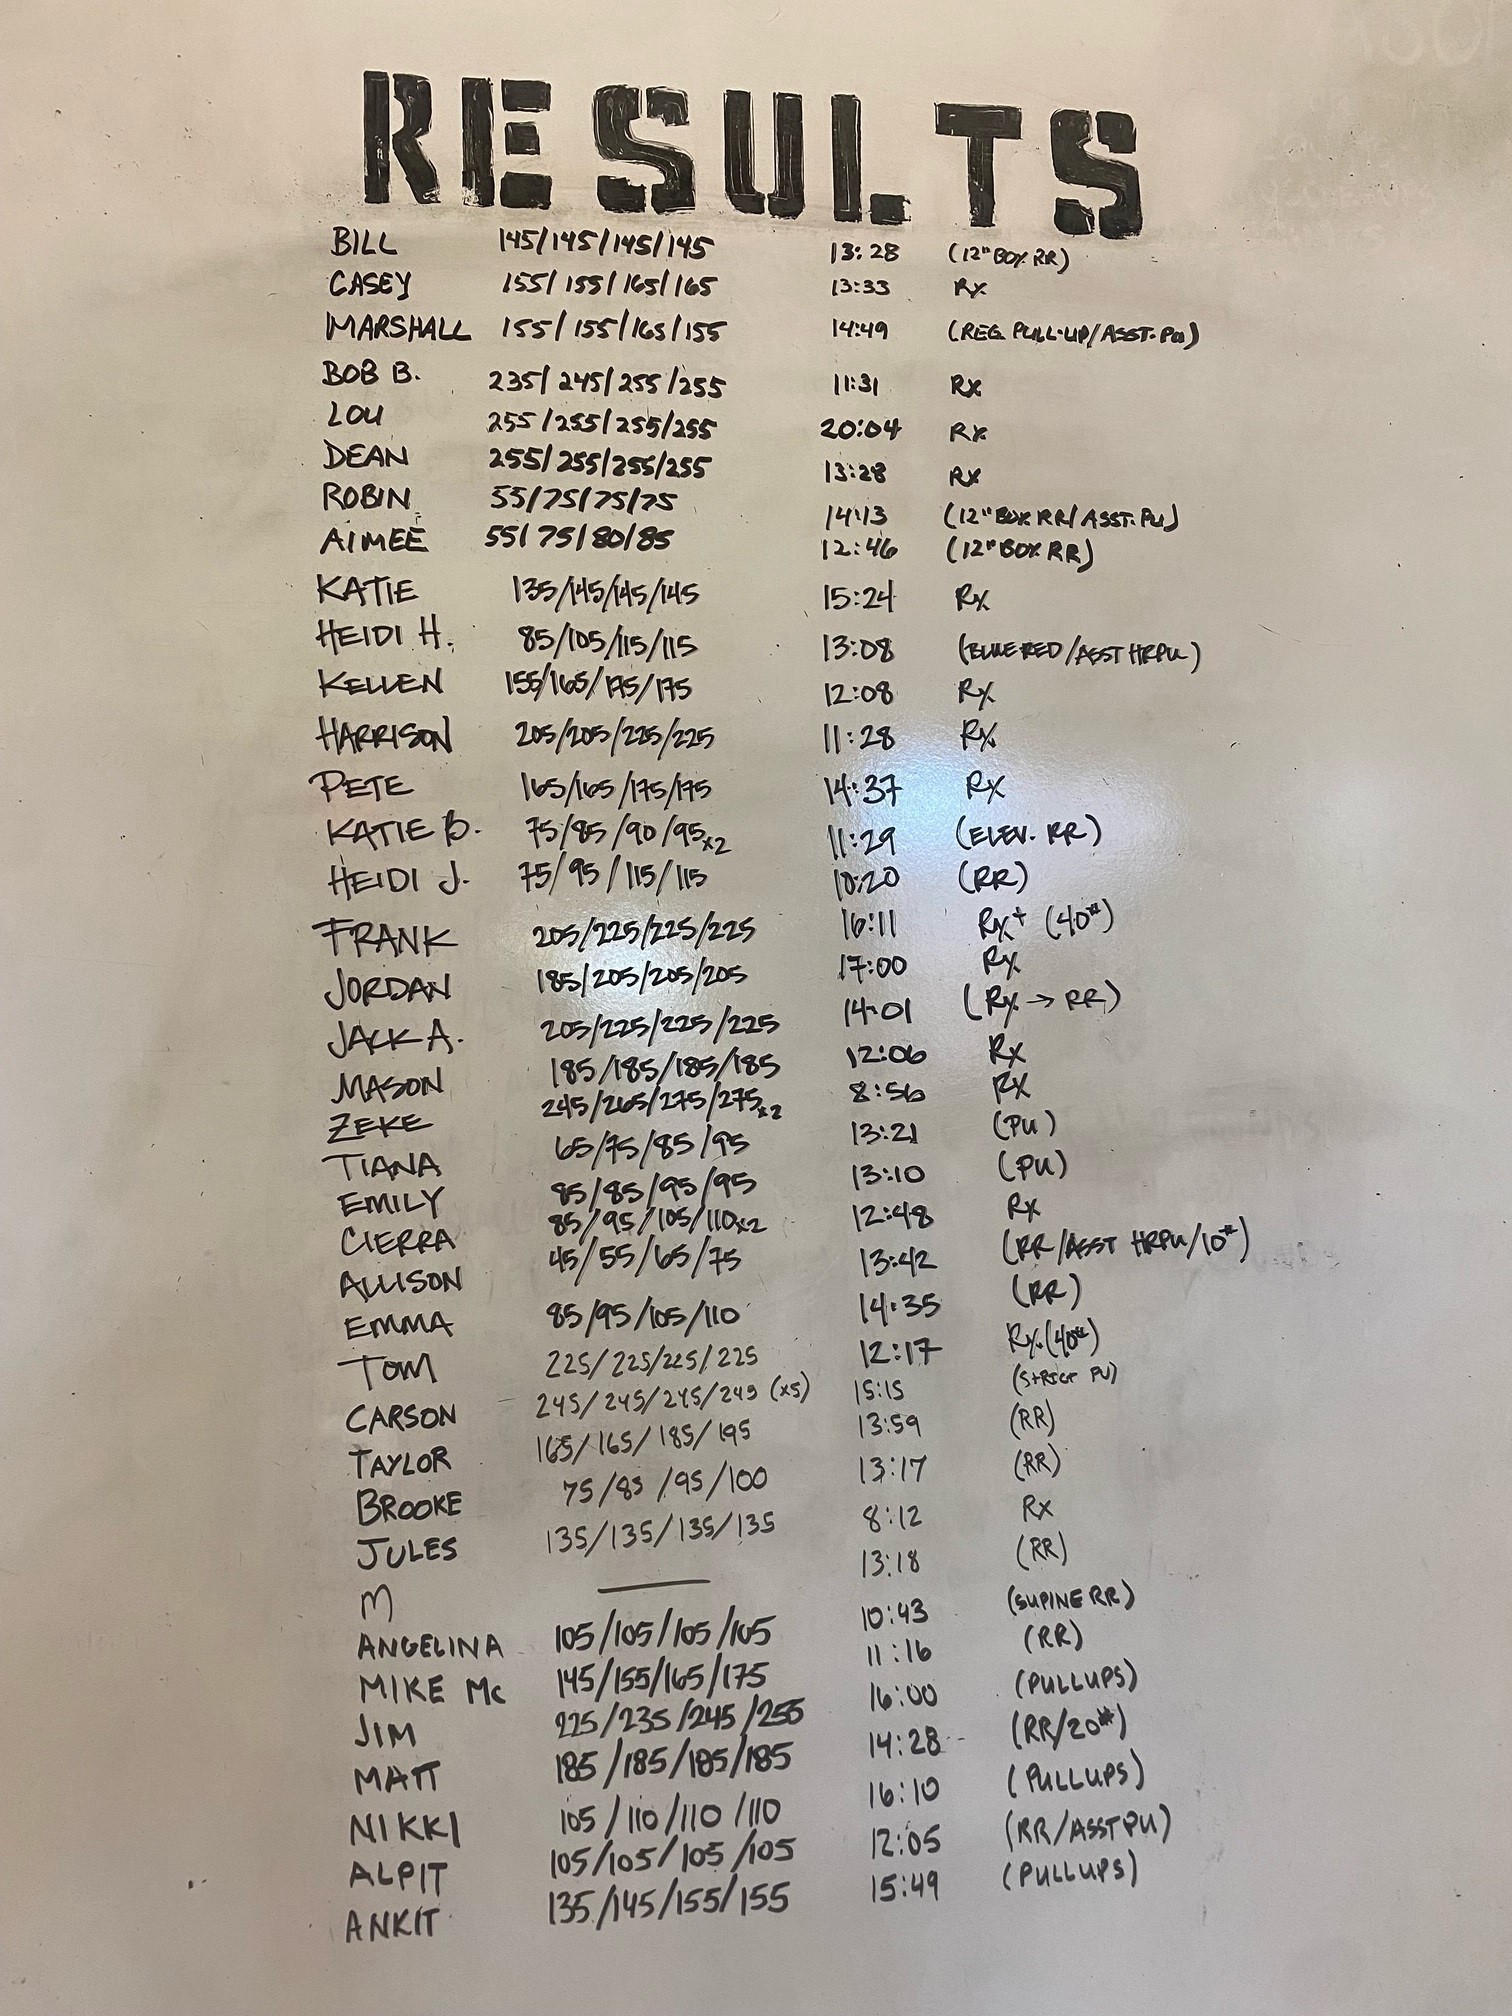 RESULTS
BILL 145/145/145/145 13:28 (12" BOX RR)
CASEY 155/155/165/165 13:33 Rx
MARSHALL 155/155/165/155 14:49 (REG. PULL-UP/ASST. PU)
BOB B. 235/245/255/255 11:31 Rx
LOU 255/255/255/255 20:04 Rx
DEAN 255/255/255/255 13:28 Rx
ROBIN 55/75/75/75 14:13 (12" BOX RR/ASST. PU)
AIMEE 55/75/80/85 12:46 (12" BOX RR)
KATIE 135/145/145/145 15:24 Rx
HEIDI H. 85/105/115/115 13:08 (BLUE RED/ASST HRPU)
KELLEN 155/165/175/175 12:08 Rx
HARRISON 205/205/225/225 11:28 Rx
PETE 165/165/175/175 14:37 Rx
KATIE B. 75/85/90/95x2 11:29 (ELEV. RR)
HEIDI J. 75/95/115/115 10:20 (RR)
FRANK 205/225/225/225 16:11 Rx+ (40#)
JORDAN 185/205/205/205 17:00 Rx
JACK A. 205/225/225/225 14:01 (Rx → RR)
MASON 185/185/185/185 12:06 Rx
ZEKE 245/265/275/275x2 8:56 Rx
TIANA 65/75/85/95 13:21 (PU)
EMILY 85/85/95/95 13:10 (PU)
CIERRA 85/95/105/110x2 12:48 Rx
ALLISON 45/55/65/75 13:42 (RR/ASST HRPU/10#)
EMMA 85/95/105/110 14:35 (RR)
TOM 225/225/225/225 12:17 Rx (40#)
CARSON 245/245/245/245 (x5) 15:15 (STRICT PU)
TAYLOR 165/165/185/195 13:59 (RR)
BROOKE 75/85/95/100 13:17 (RR)
JULES 135/135/135/135 8:12 Rx
M — 13:18 (RR)
ANGELINA 105/105/105/105 10:43 (SUPINE RR)
MIKE Mc 145/155/165/175 11:16 (RR)
JIM 225/235/245/255 16:00 (PULLUPS)
MATT 185/185/185/185 14:28 (RR/20#)
NIKKI 105/110/110/110 16:10 (PULLUPS)
ALPIT 105/105/105/105 12:05 (RR/ASST PU)
ANKIT 135/145/155/155 15:49 (PULLUPS)